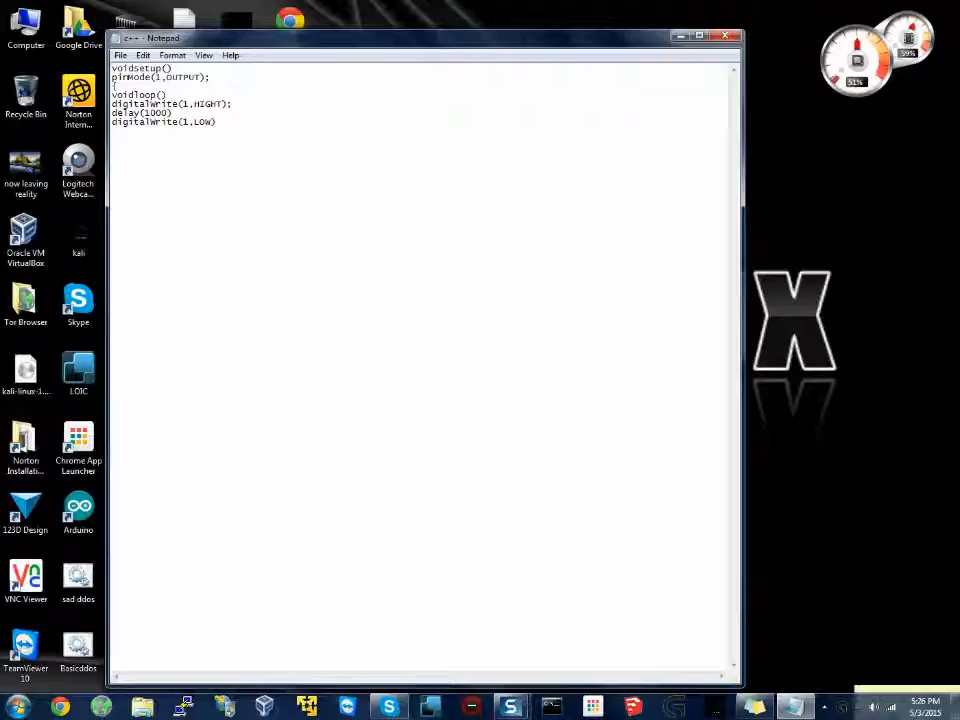 c++ - Notepad
File Edit Format View Help
voidsetup()
pinMode(1,OUTPUT);
{
voidloop()
digitalWrite(1,HIGHT);
delay(1000)
digitalWrite(1,LOW)
Computer
Google Drive
Recycle Bin
Norton
Intern...
now leaving
reality
Logitech
Webca...
Oracle VM
VirtualBox
kali
Tor Browser
Skype
kali-linux-1....
LOIC
Norton
Installati...
Chrome App
Launcher
123D Design
Arduino
VNC Viewer
sad ddos
TeamViewer
10
Basicddos
51%
59%
X
5:26 PM
5/3/2015